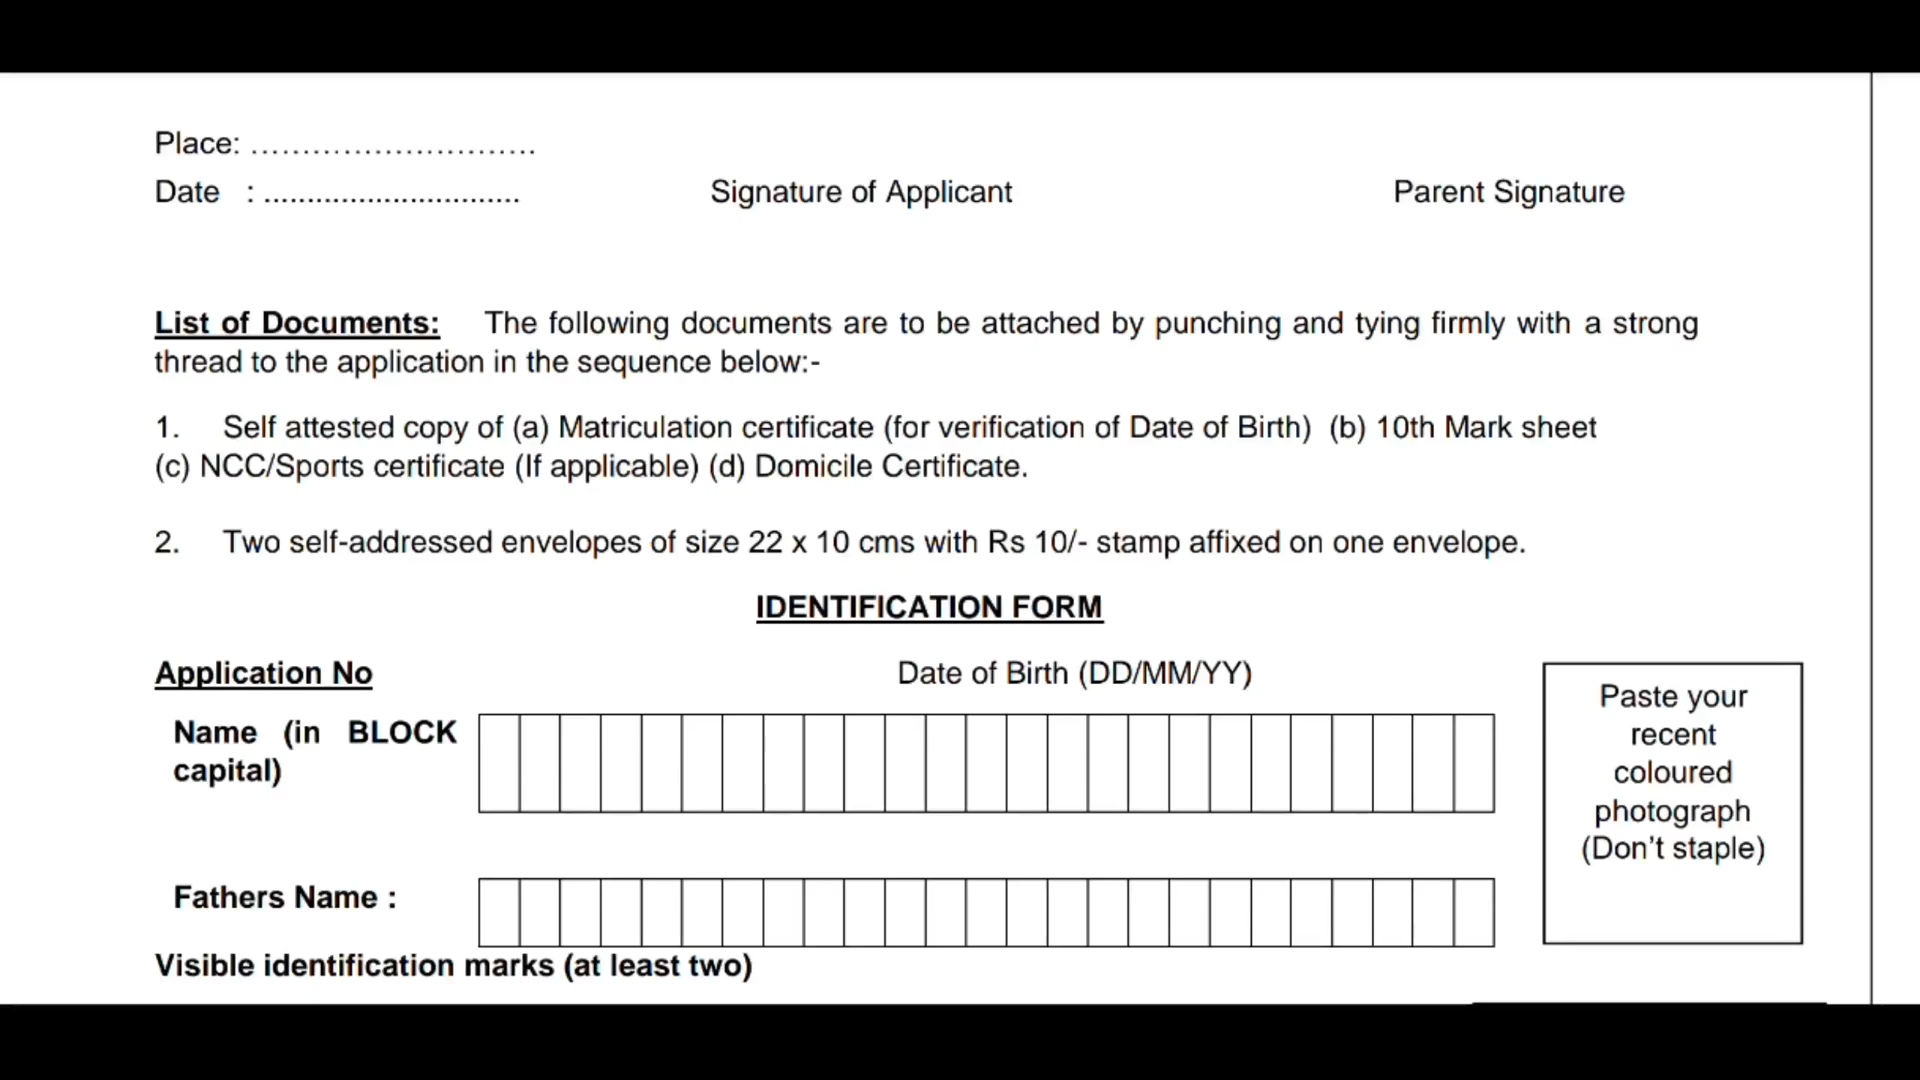 Place: ………………………..
Date : ..............................
Signature of Applicant
Parent Signature
List of Documents: The following documents are to be attached by punching and tying firmly with a strong
thread to the application in the sequence below:-
1. Self attested copy of (a) Matriculation certificate (for verification of Date of Birth) (b) 10th Mark sheet
(c) NCC/Sports certificate (If applicable) (d) Domicile Certificate.
2. Two self-addressed envelopes of size 22 x 10 cms with Rs 10/- stamp affixed on one envelope.
IDENTIFICATION FORM
Application No
Date of Birth (DD/MM/YY)
Name (in BLOCK
capital)
Paste your
recent
coloured
photograph
(Don't staple)
Fathers Name :
Visible identification marks (at least two)